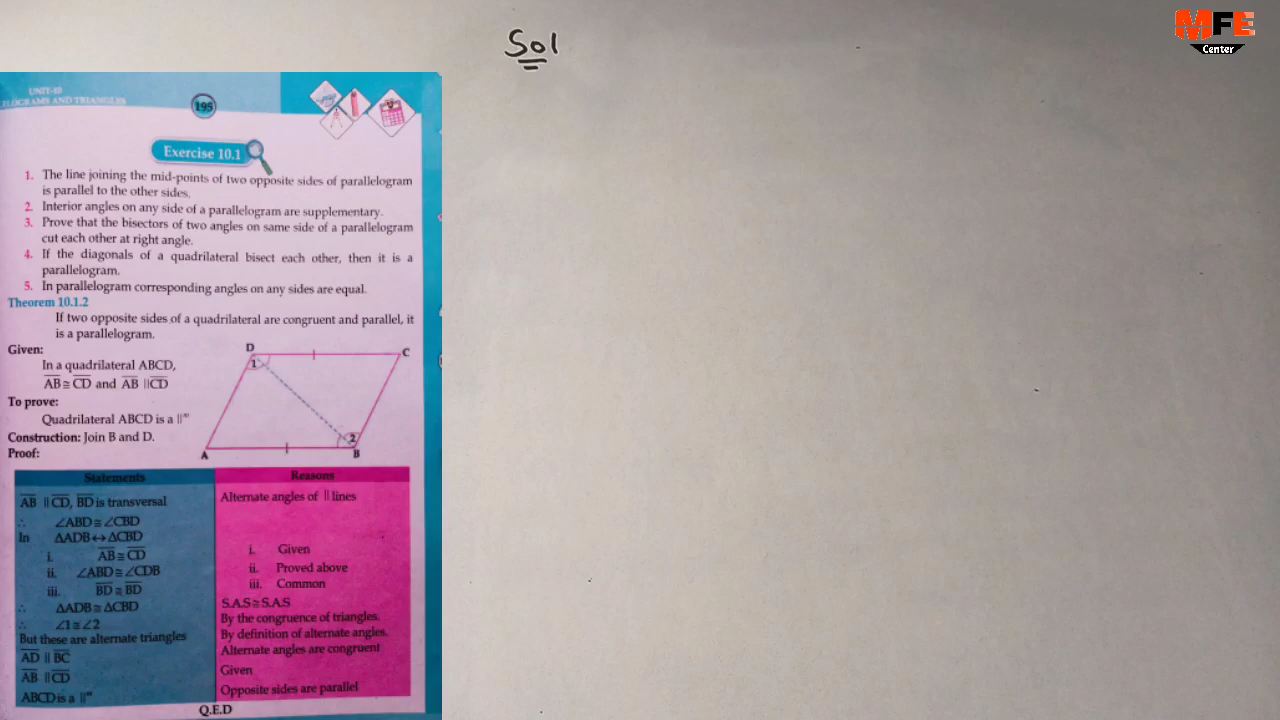 MFE
Center
Sol
UNIT-10
ELOGRAMS AND TRIANGLES
195
Exercise 10.1
1. The line joining the mid-points of two opposite sides of parallelogram
is parallel to the other sides.
2. Interior angles on any side of a parallelogram are supplementary.
3. Prove that the bisectors of two angles on same side of a parallelogram
cut each other at right angle.
4. If the diagonals of a quadrilateral bisect each other, then it is a
parallelogram.
5. In parallelogram corresponding angles on any sides are equal.
Theorem 10.1.2
If two opposite sides of a quadrilateral are congruent and parallel, it
is a parallelogram.
Given:
In a quadrilateral ABCD,
AB ≅ CD and AB ||CD
To prove:
Quadrilateral ABCD is a ||ᵐ
Construction: Join B and D.
Proof:
D
C
1
2
A
B
Statements
AB || CD, BD is transversal
∴ ∠ABD ≅ ∠CBD
In ΔADB ↔ ΔCBD
i. AB ≅ CD
ii. ∠ABD ≅ ∠CDB
iii. BD ≅ BD
∴ ΔADB ≅ ΔCBD
∴ ∠1 ≅ ∠2
But these are alternate triangles
AD || BC
AB || CD
ABCD is a ||ᵐ
Reasons
Alternate angles of || lines
i. Given
ii. Proved above
iii. Common
S.A.S ≅ S.A.S
By the congruence of triangles.
By definition of alternate angles.
Alternate angles are congruent
Given
Opposite sides are parallel
Q.E.D